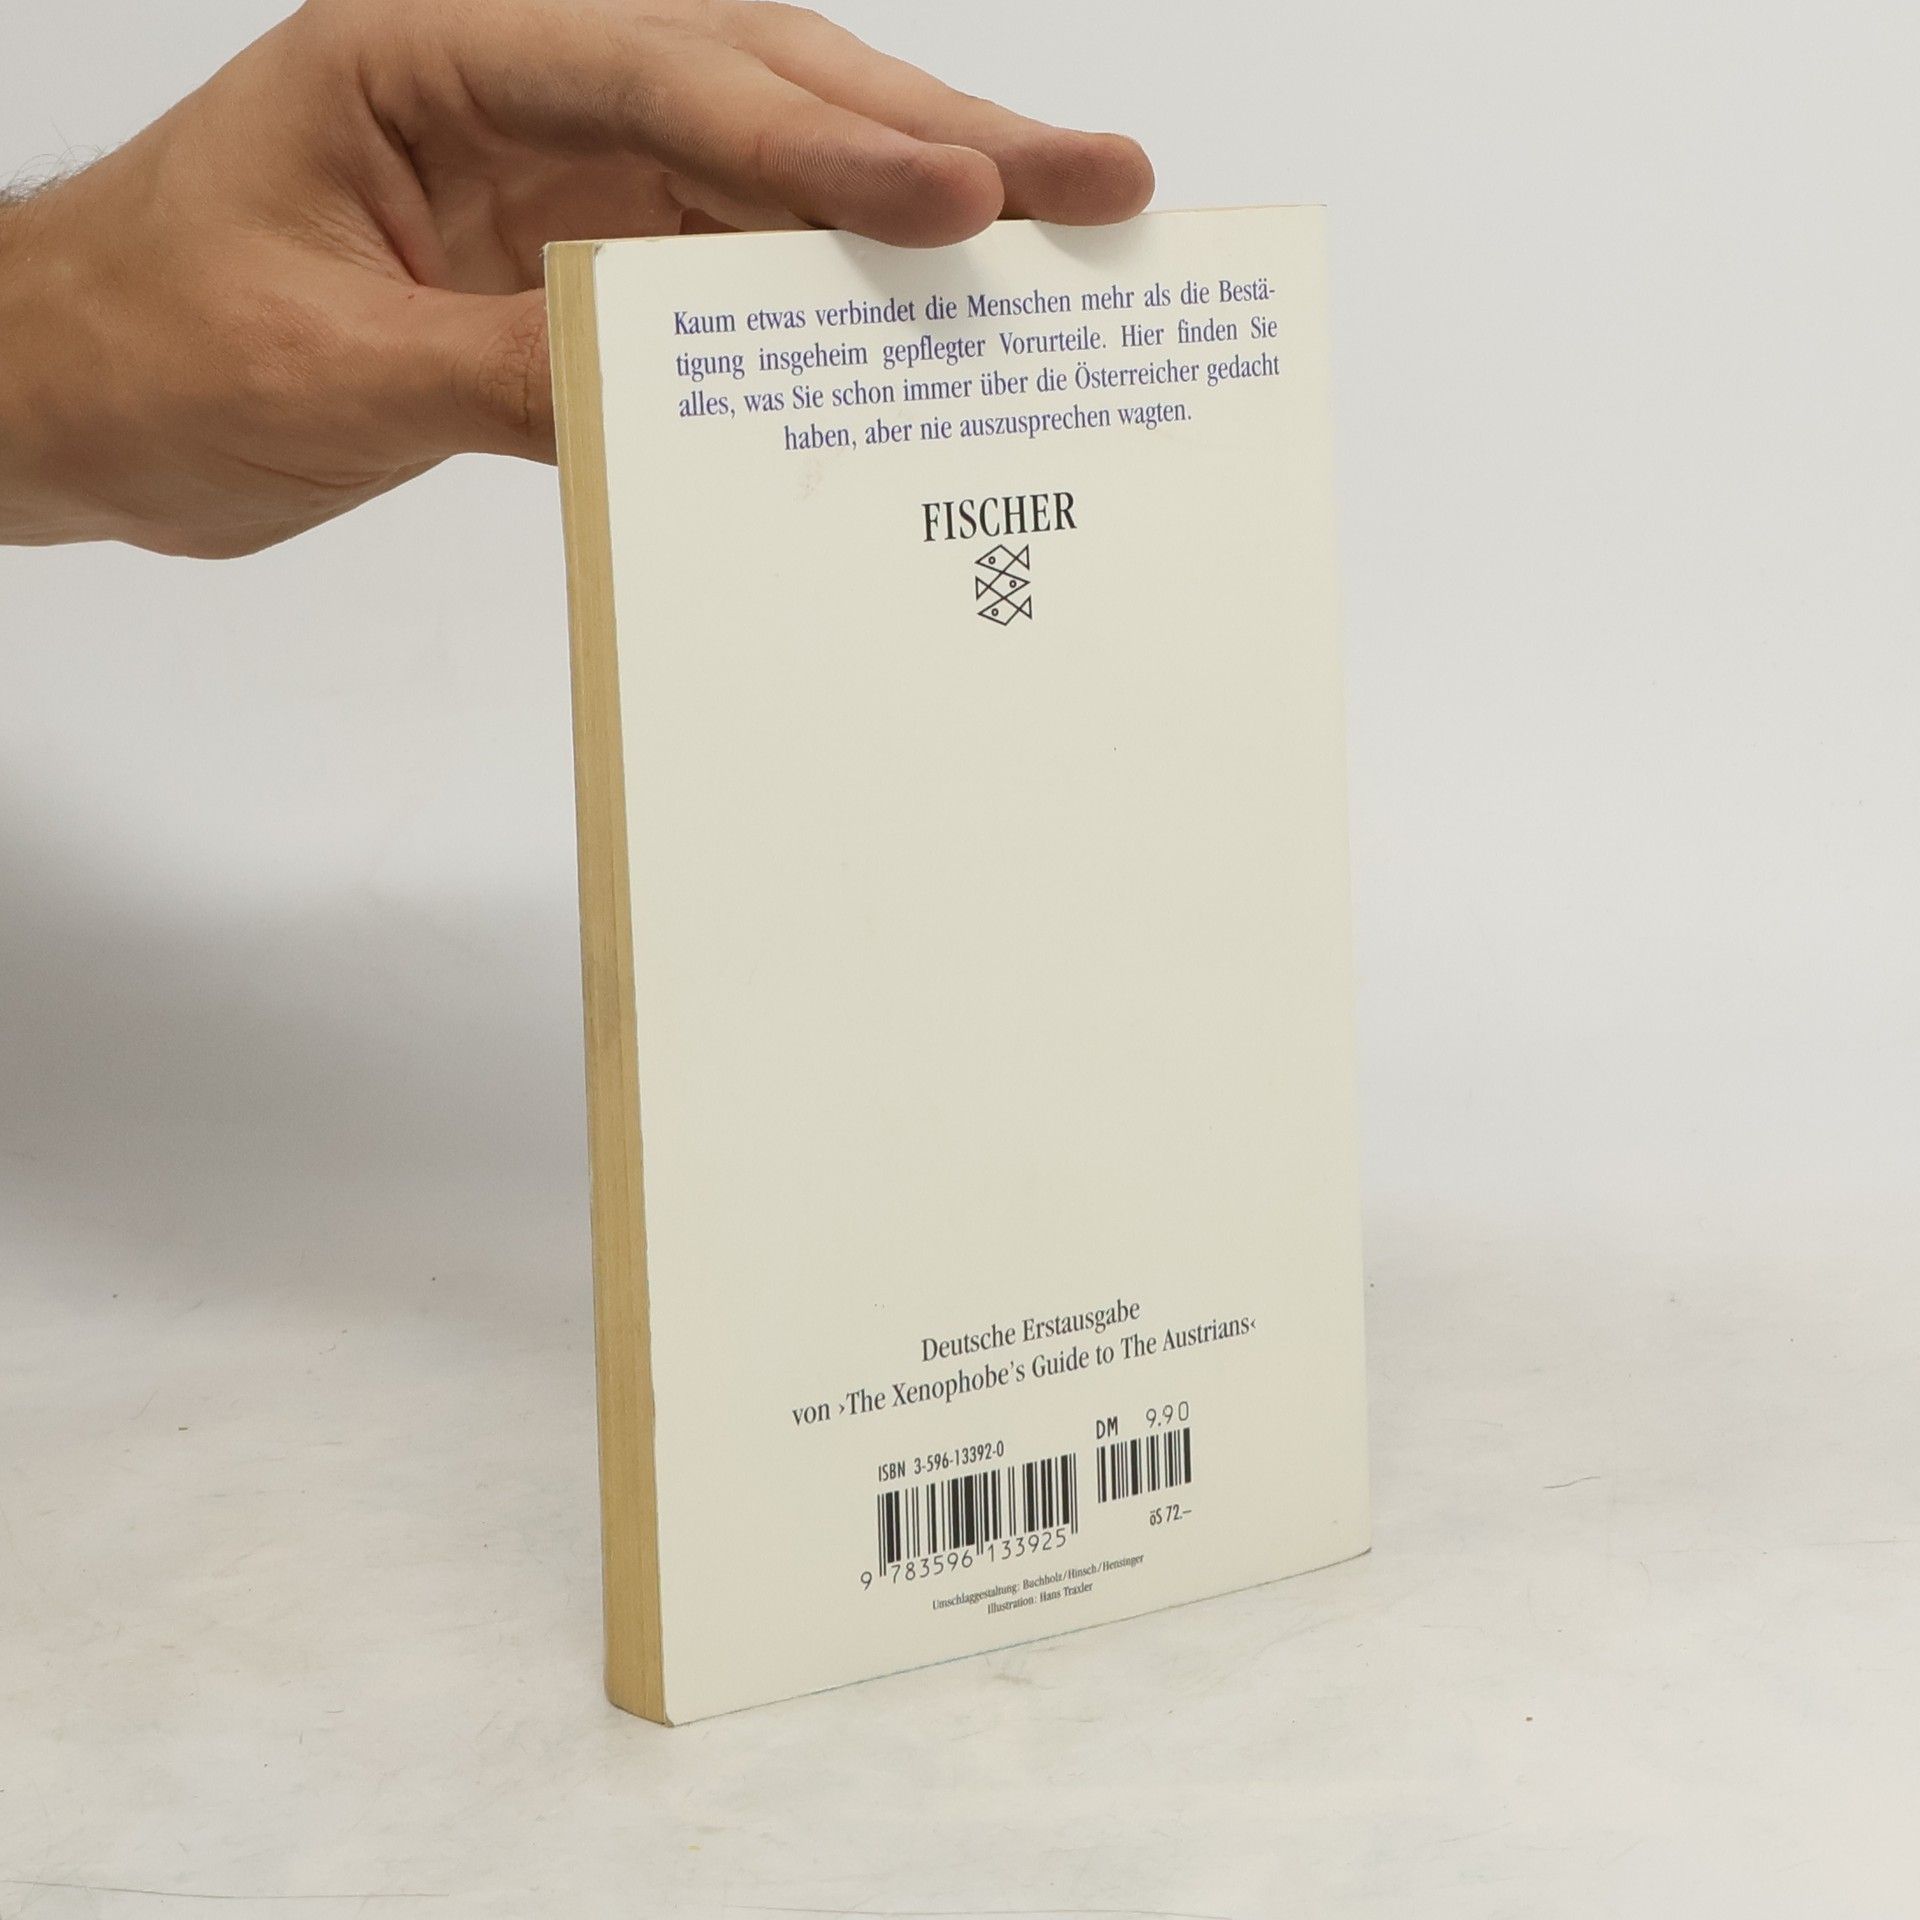 Kaum etwas verbindet die Menschen mehr als die Bestä-
tigung insgeheim gepflegter Vorurteile. Hier finden Sie
alles, was Sie schon immer über die Österreicher gedacht
haben, aber nie auszusprechen wagten.
FISCHER
Deutsche Erstausgabe
von ›The Xenophobe's Guide to The Austrians‹
ISBN 3-596-13392-0
DM 9.90
9 783596 133925
öS 72.–
Umschlaggestaltung: Buchholz/Hinsch/Hensinger
Illustration: Hans Traxler